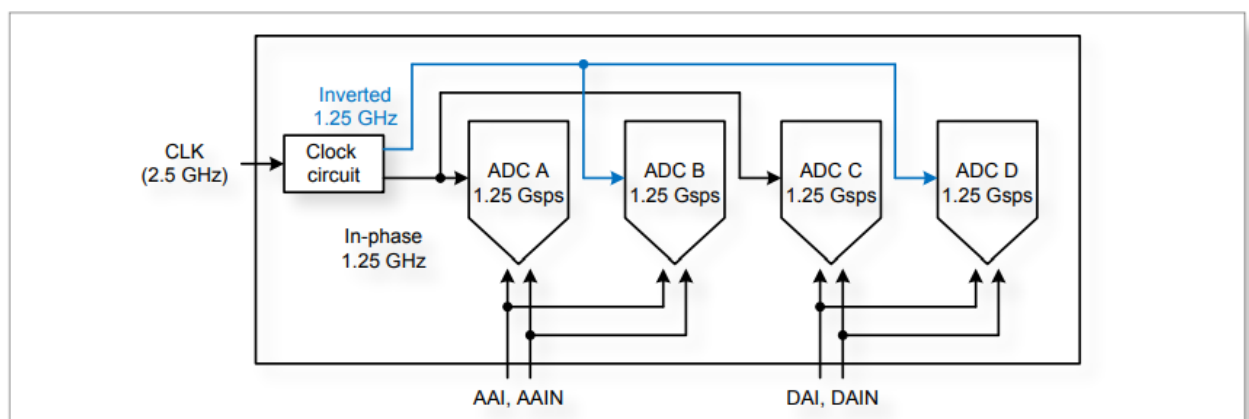 Inverted
1.25 GHz
CLK
(2.5 GHz)
Clock
circuit
ADC A
1.25 Gsps
ADC B
1.25 Gsps
ADC C
1.25 Gsps
ADC D
1.25 Gsps
In-phase
1.25 GHz
AAI, AAIN
DAI, DAIN